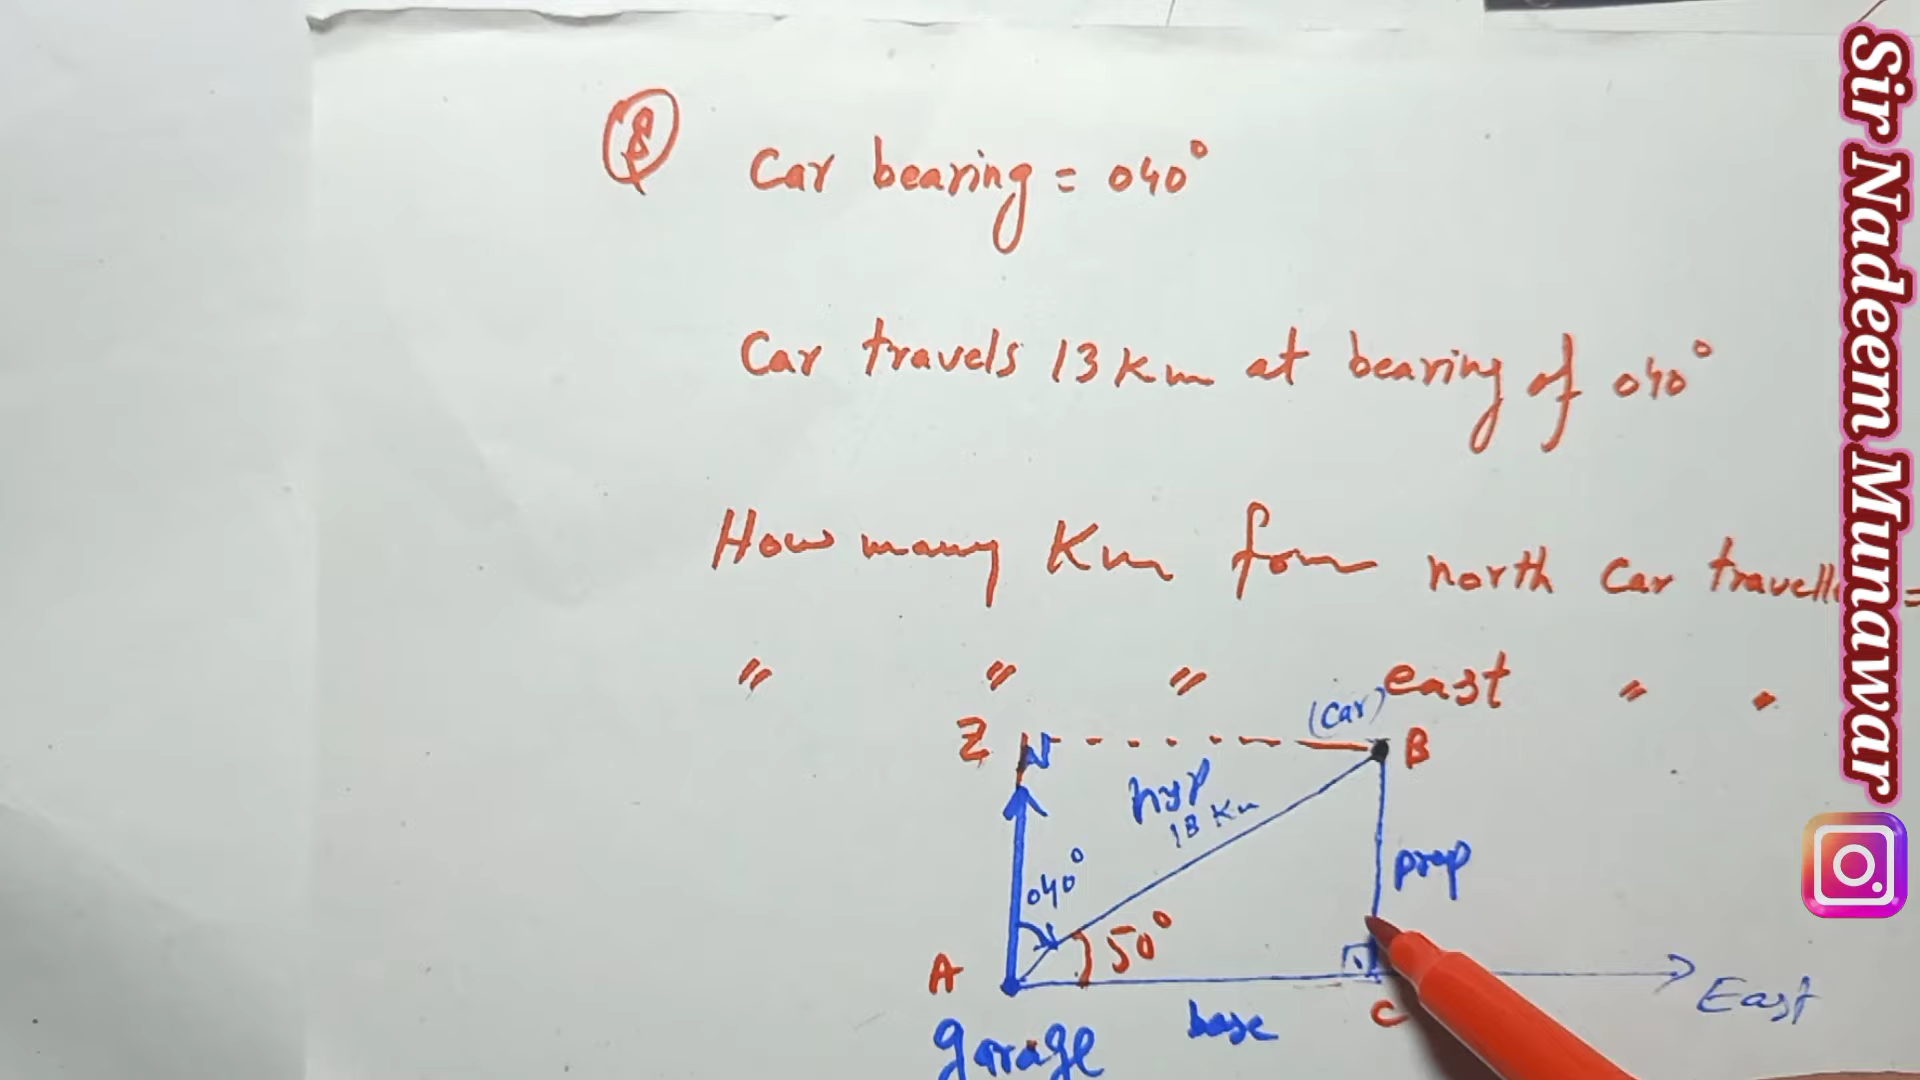 8
Car bearing = 040°
Car travels 13 Km at bearing of 040°
How many Km from north Car travell =
" " " east " "
(Car)
Z N B
hyp
13 Km
040°
prep
50°
A
East
base C
garage
Sir Nadeem Munawar